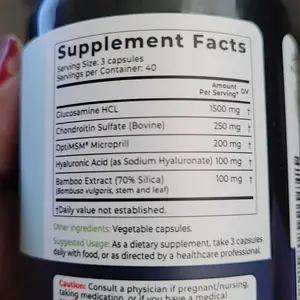 Supplement Facts
Serving Size: 3 capsules
Servings per Container: 40
Amount
Per Serving* DV
Glucosamine HCL 1500 mg †
Chondroitin Sulfate (Bovine) 250 mg †
OptiMSM® Microprill 200 mg †
Hyaluronic Acid (as Sodium Hyaluronate) 100 mg †
Bamboo Extract (70% Silica) 100 mg †
(Bambusa vulgaris, stem and leaf)
†Daily value not established.
Other Ingredients: Vegetable capsules.
Suggested Usage: As a dietary supplement, take 3 capsules
daily with food, or as directed by a healthcare professional.
Caution: Consult a physician if pregnant/nursing,
taking medication, or if you have a medical